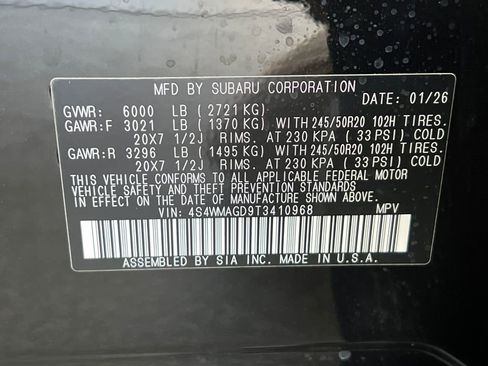 MFD BY SUBARU CORPORATION
DATE: 01/26
GVWR: 6000 LB ( 2721 KG)
GAWR:F 3021 LB ( 1370 KG) WITH 245/50R20 102H TIRES.
20X7 1/2J RIMS. AT 230 KPA ( 33 PSI) COLD
GAWR:R 3296 LB ( 1495 KG) WITH 245/50R20 102H TIRES.
20X7 1/2J RIMS. AT 230 KPA ( 33 PSI) COLD
THIS VEHICLE CONFORMS TO ALL APPLICABLE FEDERAL MOTOR
VEHICLE SAFETY AND THEFT PREVENTION STANDARDS
IN EFFECT ON THE DATE OF MANUFACTURE SHOWN ABOVE.
VIN: 4S4WMAGD9T3410968 MPV
ASSEMBLED BY SIA INC. MADE IN U.S.A.